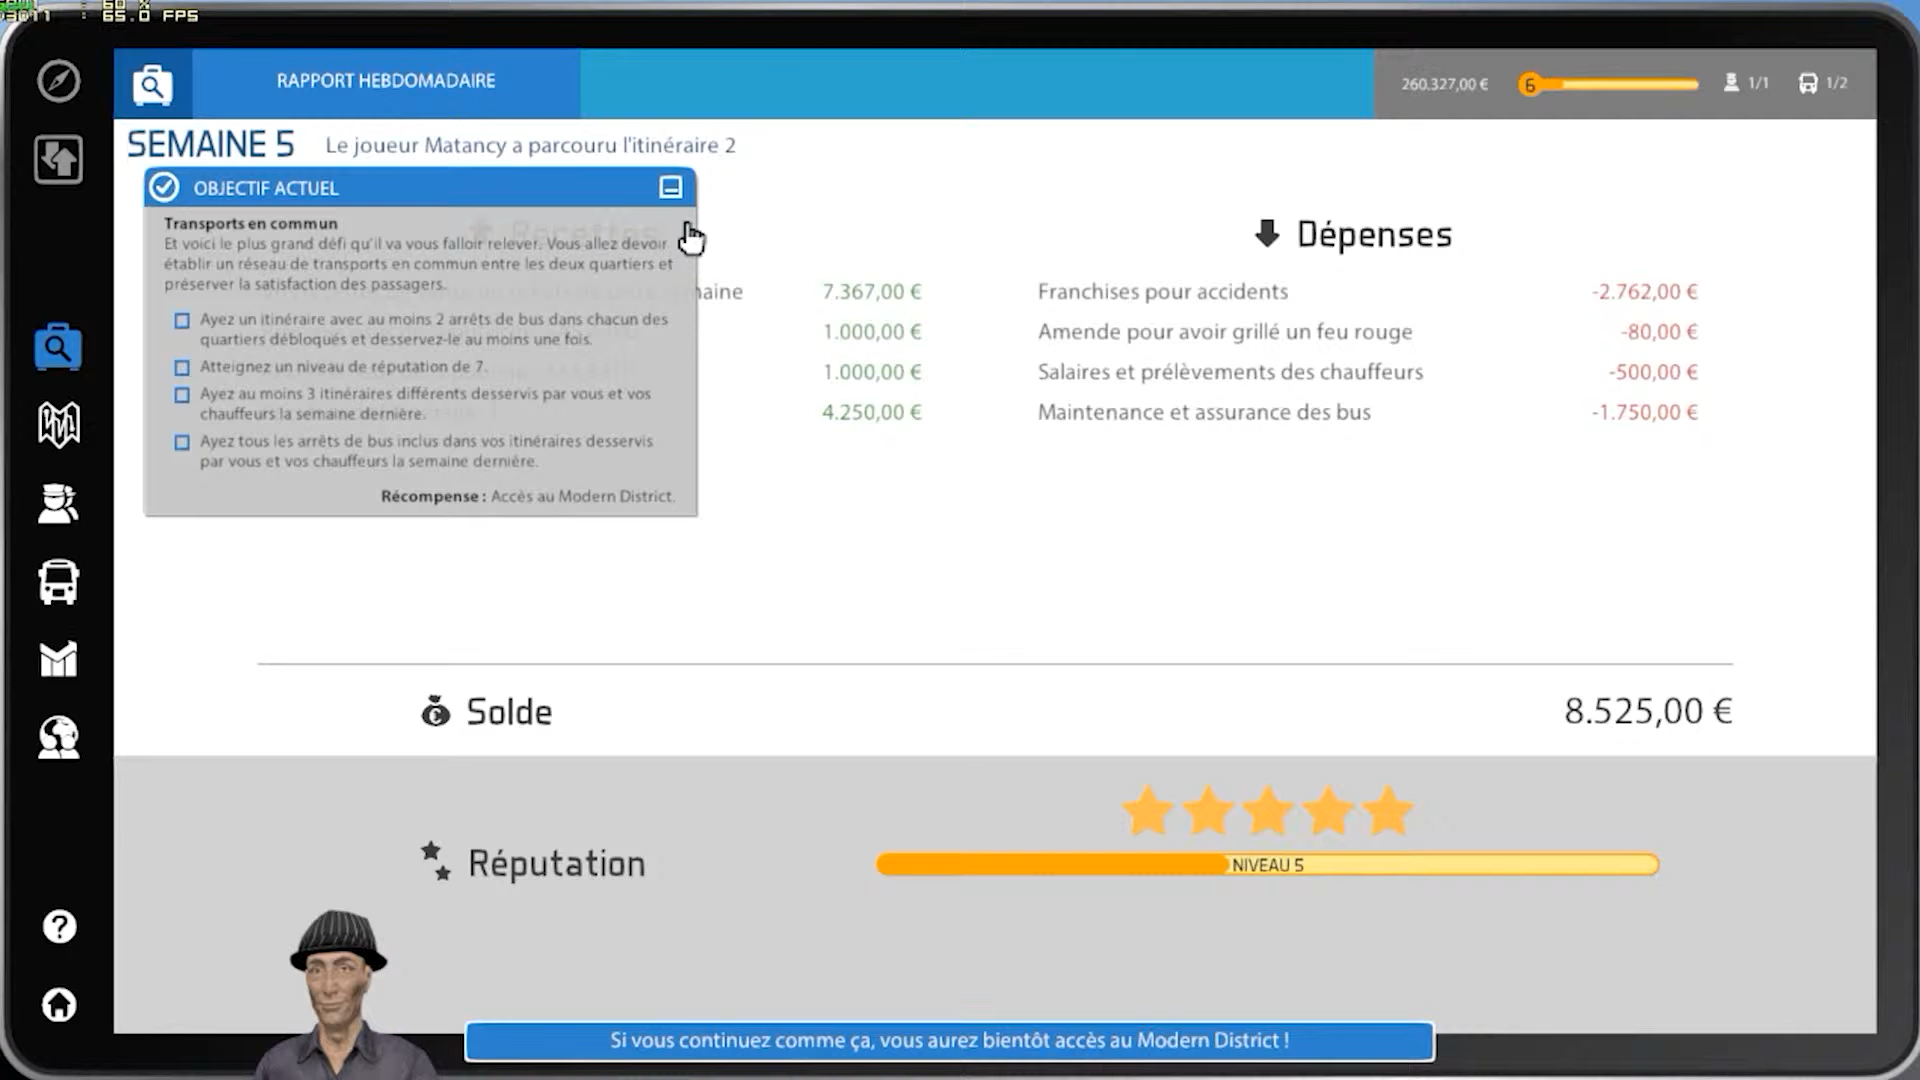 65.0 FPS
RAPPORT HEBDOMADAIRE
260.327,00 €
6
1/1
1/2
SEMAINE 5
Le joueur Matancy a parcouru l'itinéraire 2
OBJECTIF ACTUEL
Transports en commun
Et voici le plus grand défi qu'il va vous falloir relever. Vous allez devoir
établir un réseau de transports en commun entre les deux quartiers et
préserver la satisfaction des passagers.
Ayez un itinéraire avec au moins 2 arrêts de bus dans chacun des
quartiers débloqués et desservez-le au moins une fois.
Atteignez un niveau de réputation de 7.
Ayez au moins 3 itinéraires différents desservis par vous et vos
chauffeurs la semaine dernière.
Ayez tous les arrêts de bus inclus dans vos itinéraires desservis
par vous et vos chauffeurs la semaine dernière.
Récompense : Accès au Modern District.
Recettes
7.367,00 €
1.000,00 €
1.000,00 €
4.250,00 €
Dépenses
Franchises pour accidents -2.762,00 €
Amende pour avoir grillé un feu rouge -80,00 €
Salaires et prélèvements des chauffeurs -500,00 €
Maintenance et assurance des bus -1.750,00 €
Solde 8.525,00 €
Réputation
NIVEAU 5
Si vous continuez comme ça, vous aurez bientôt accès au Modern District !